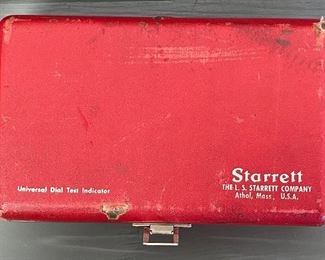 Starrett
Universal Dial Test Indicator
THE L. S. STARRETT COMPANY
Athol, Mass., U.S.A.